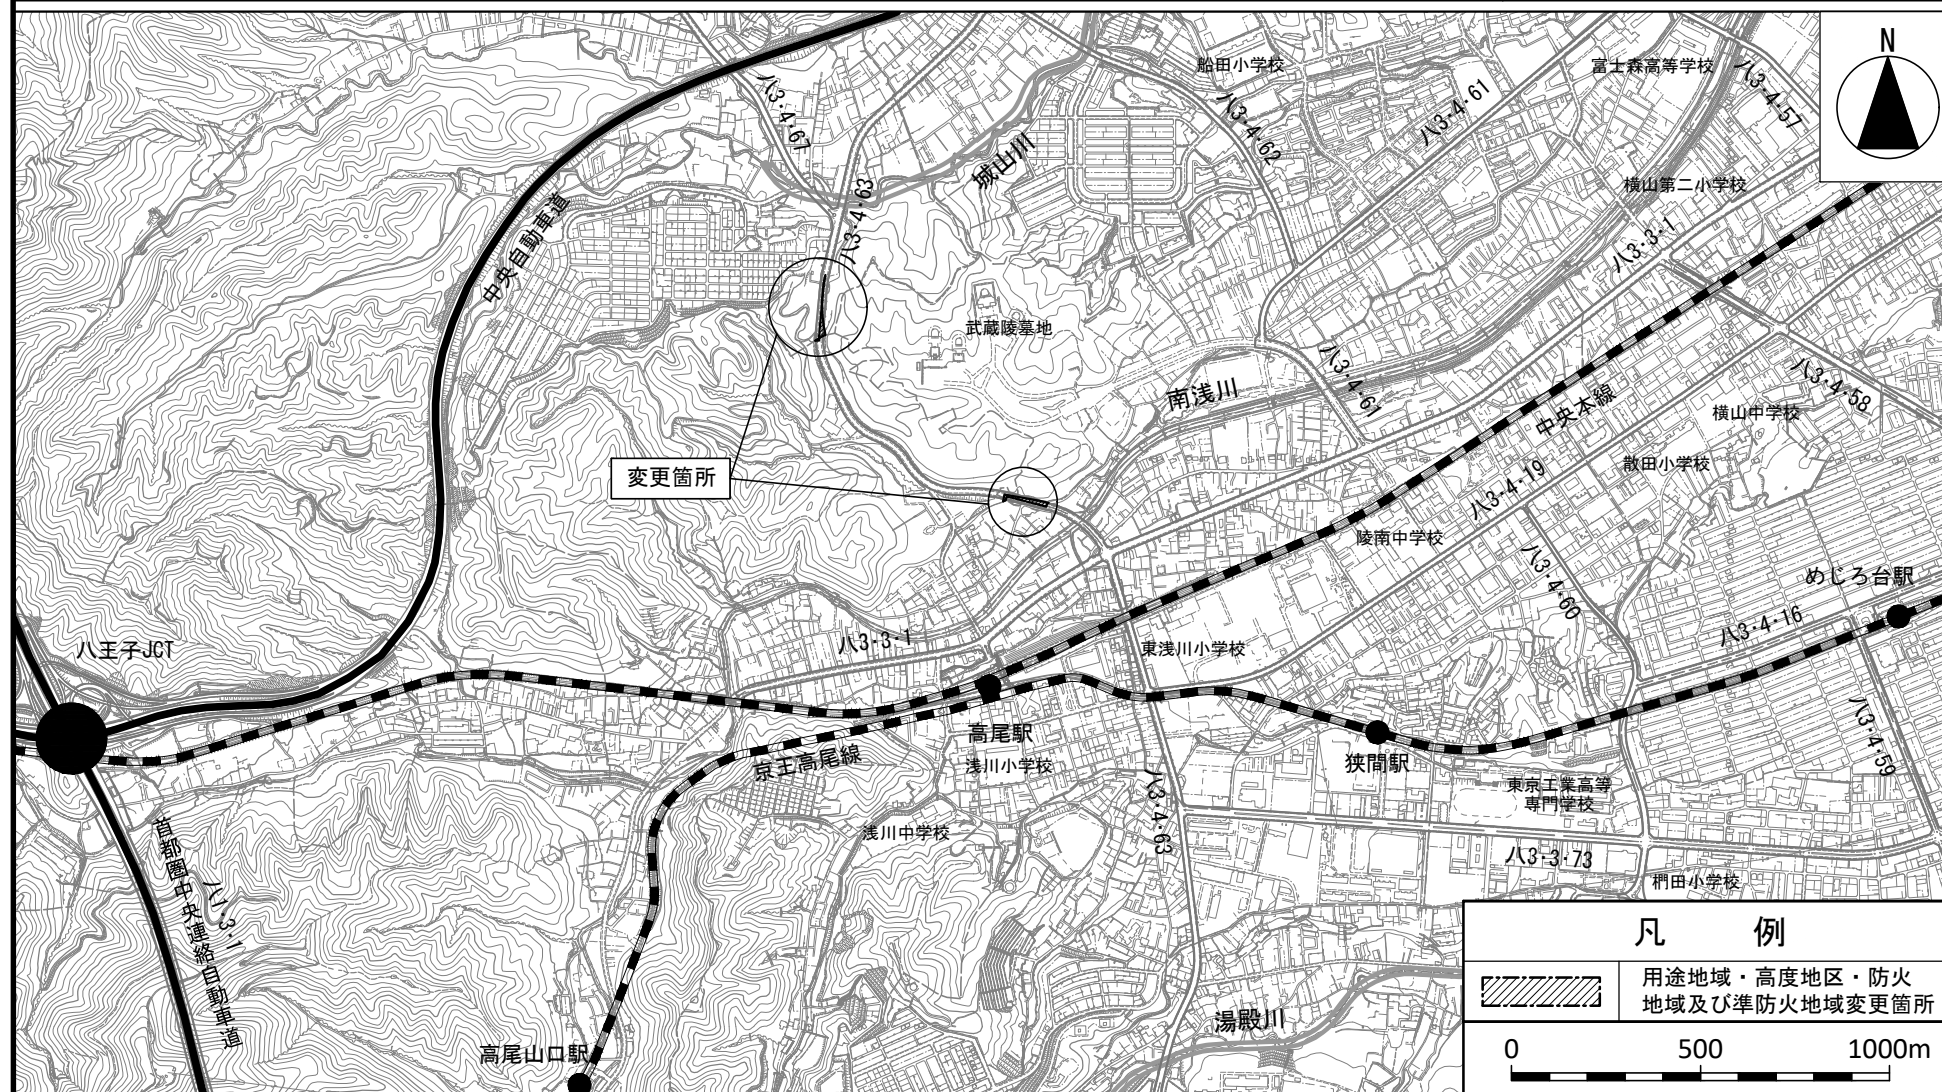 N
船田小学校
富士森高等学校
八3・4・57
八3・4・67
八3・4・62
八3・4・61
城山川
横山第二小学校
八3・4・63
中央自動車道
八3・3・1
武蔵陵墓地
南浅川
八3・4・61
八3・4・58
中央本線
横山中学校
変更箇所
散田小学校
八3・4・19
陵南中学校
八3・4・60
めじろ台駅
八3・4・16
八王子JCT
八3・3・1
東浅川小学校
高尾駅
京王高尾線
浅川小学校
狭間駅
八3・4・59
八3・4・63
東京工業高等
専門学校
浅川中学校
首都圏中央連絡自動車道
八1・3・1
八3・3・73
椚田小学校
湯殿川
高尾山口駅
凡 例
用途地域・高度地区・防火
地域及び準防火地域変更箇所
0 500 1000m